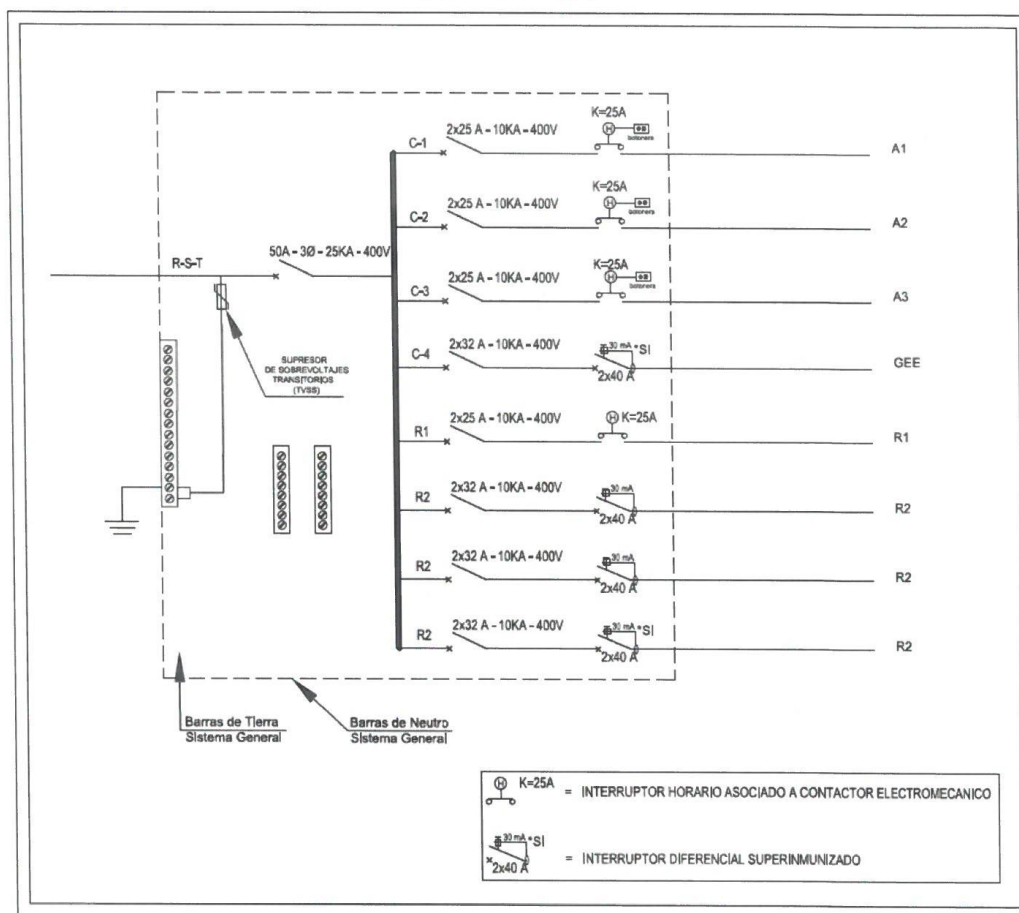 K=25A
2x25 A - 10KA - 400V
botonera
C-1
A1
K=25A
2x25 A - 10KA - 400V
botonera
C-2
A2
50A - 3Ø - 25KA - 400V
R-S-T
K=25A
2x25 A - 10KA - 400V
botonera
C-3
A3
2x32 A - 10KA - 400V
30 mA *SI
C-4
2x40 A
GEE
SUPRESOR
DE SOBREVOLTAJES
TRANSITORIOS
(TVSS)
2x25 A - 10KA - 400V
K=25A
R1
R1
2x32 A - 10KA - 400V
30 mA
R2
2x40 A
R2
2x32 A - 10KA - 400V
30 mA
R2
2x40 A
R2
2x32 A - 10KA - 400V
30 mA *SI
R2
2x40 A
R2
Barras de Tierra
Sistema General
Barras de Neutro
Sistema General
H K=25A = INTERRUPTOR HORARIO ASOCIADO A CONTACTOR ELECTROMECANICO
30 mA *SI
2x40 A = INTERRUPTOR DIFERENCIAL SUPERINMUNIZADO